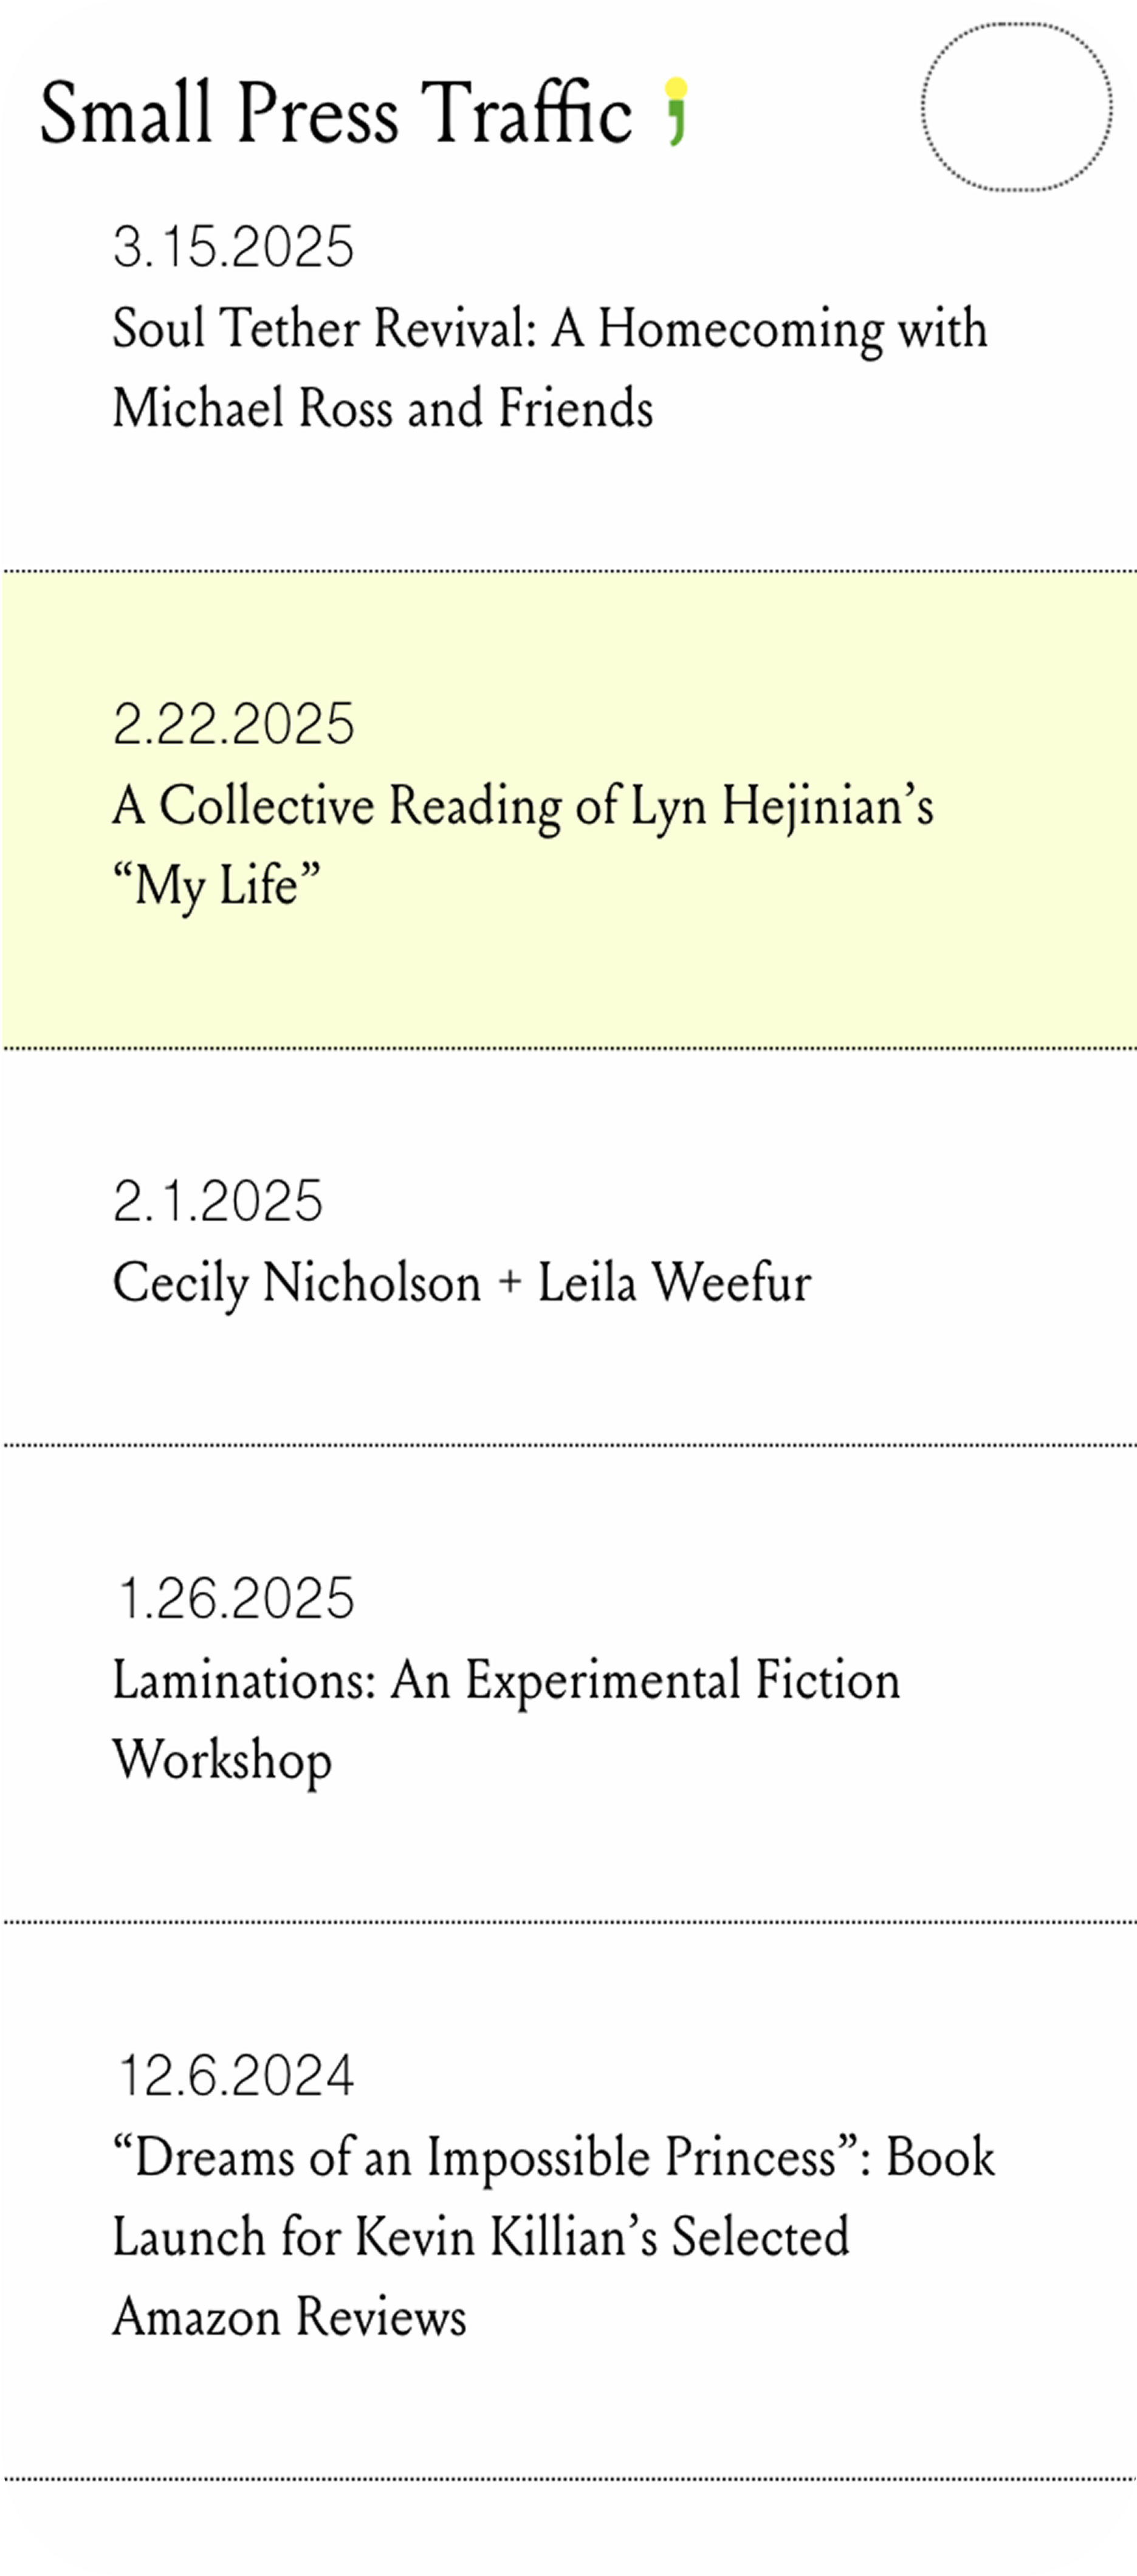 Small Press Traffic ;
3.15.2025
Soul Tether Revival: A Homecoming with
Michael Ross and Friends
2.22.2025
A Collective Reading of Lyn Hejinian’s
“My Life”
2.1.2025
Cecily Nicholson + Leila Weefur
1.26.2025
Laminations: An Experimental Fiction
Workshop
12.6.2024
“Dreams of an Impossible Princess”: Book
Launch for Kevin Killian’s Selected
Amazon Reviews